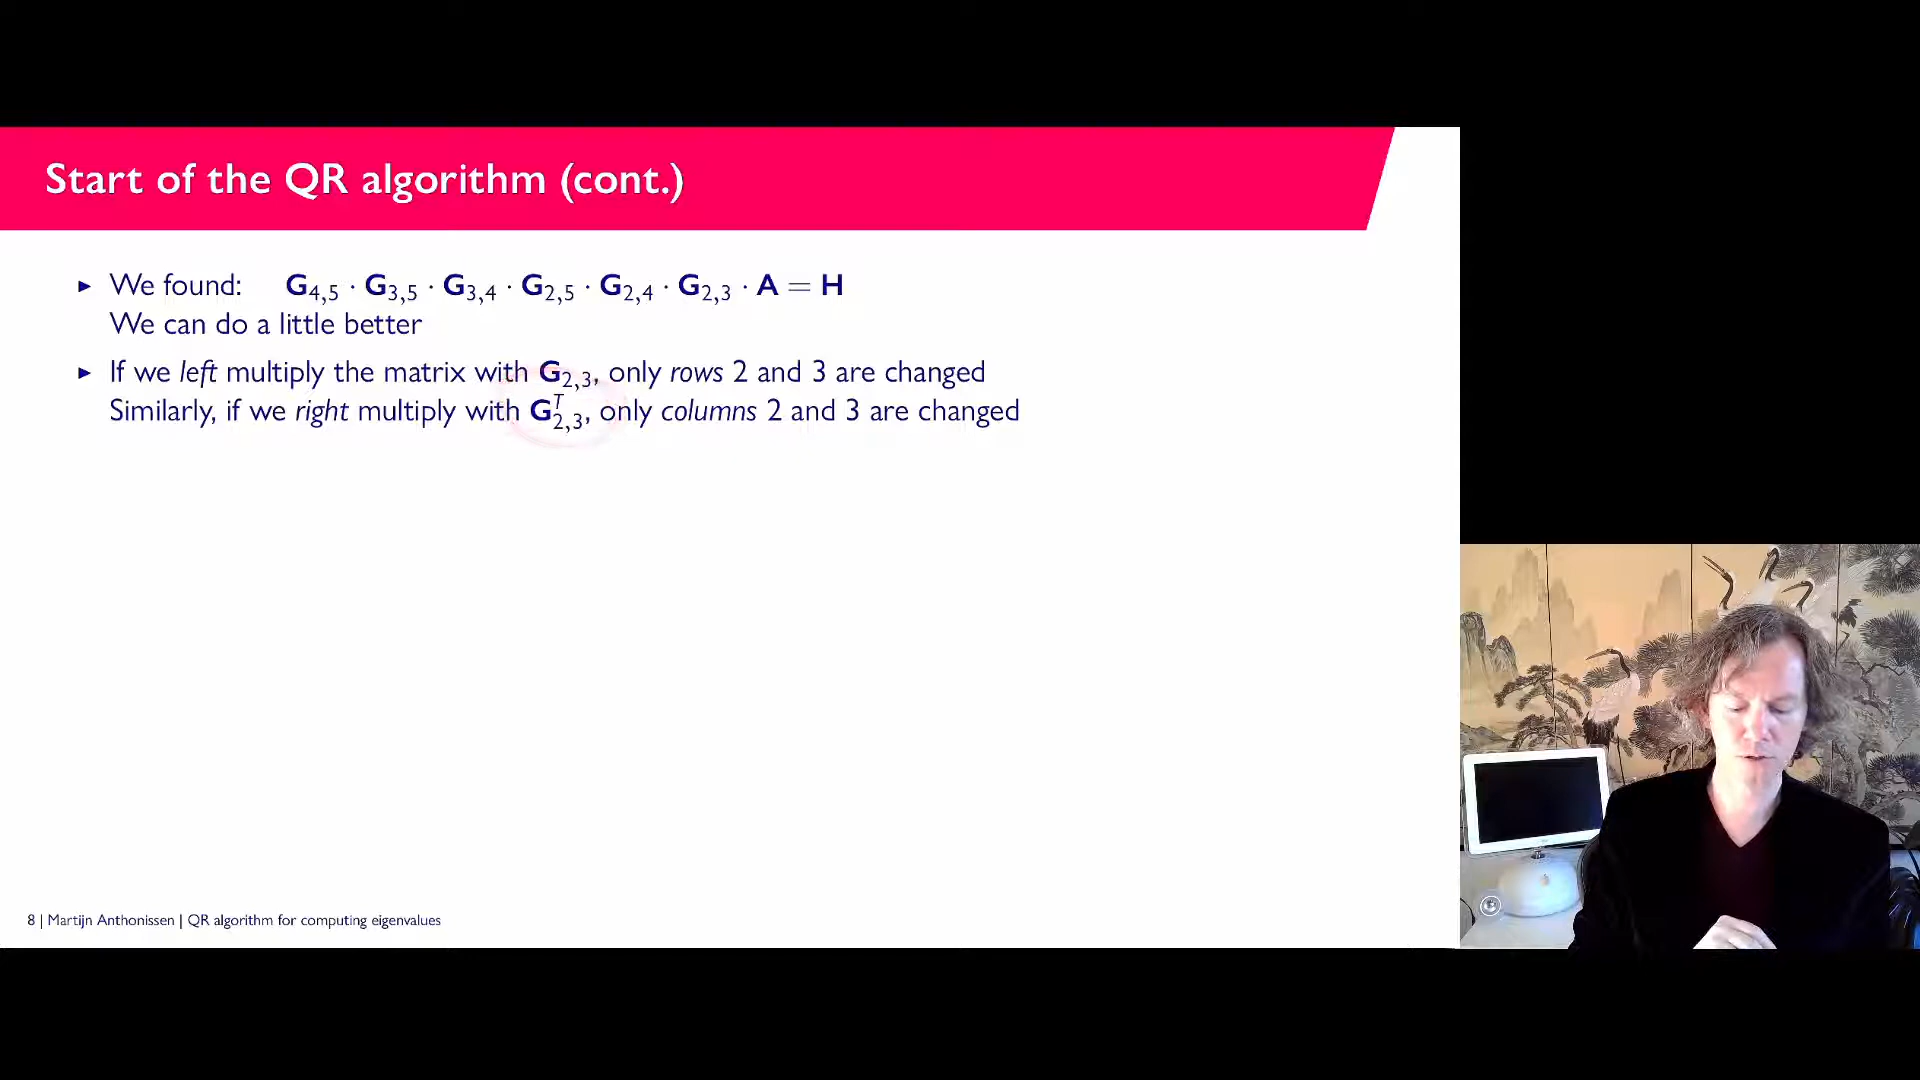 Start of the QR algorithm (cont.)
▸ We found: G₄,₅ · G₃,₅ · G₃,₄ · G₂,₅ · G₂,₄ · G₂,₃ · A = H
We can do a little better
▸ If we left multiply the matrix with G₂,₃, only rows 2 and 3 are changed
Similarly, if we right multiply with Gᵀ₂,₃, only columns 2 and 3 are changed
8 | Martijn Anthonissen | QR algorithm for computing eigenvalues